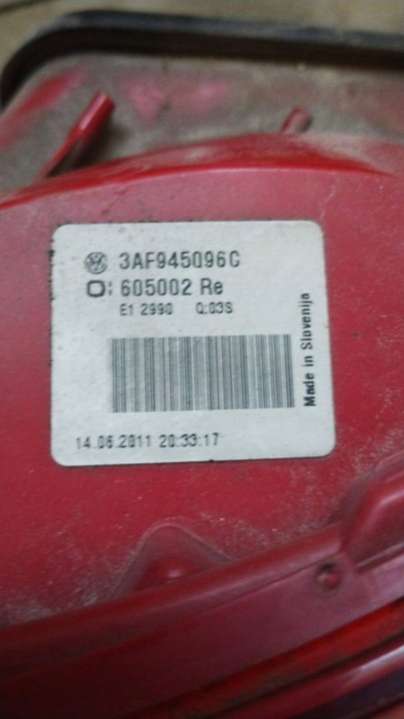 3AF945096C
O: 605002 Re
E1 2990 Q:03S
Made in Slovenija
14.06.2011 20:33:17